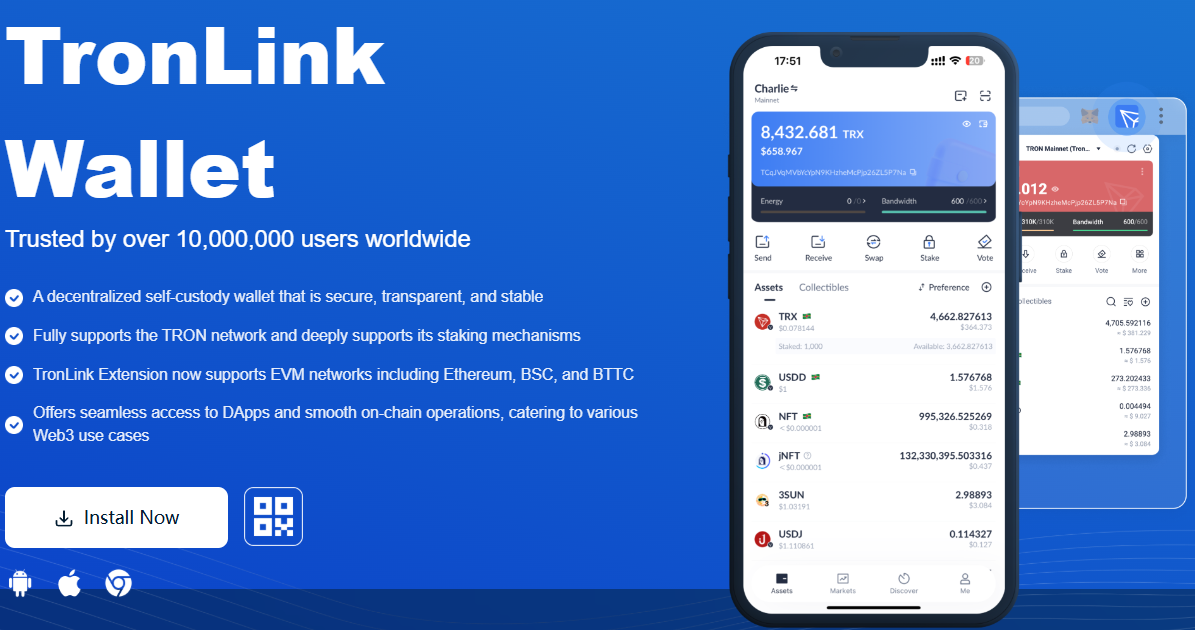 TronLink
Wallet
Trusted by over 10,000,000 users worldwide
A decentralized self-custody wallet that is secure, transparent, and stable
Fully supports the TRON network and deeply supports its staking mechanisms
TronLink Extension now supports EVM networks including Ethereum, BSC, and BTTC
Offers seamless access to DApps and smooth on-chain operations, catering to various
Web3 use cases
Install Now
17:51
20
Charlie
Mainnet
8,432.681 TRX
$658.967
TCqJVqMVbYcYpN9KHzheMcPjp26ZL5P7Na
Energy 0 /0 Bandwidth 600 /600
Send Receive Swap Stake Vote
Assets Collectibles Preference
TRX 4,662.827613
$0.078144 $364.373
Staked: 1,000 Available: 3,662.827613
USDD 1.576768
$1 $1.576
NFT 995,326.525269
<$0.000001 $0.318
jNFT 132,330,395.503316
<$0.000001 $0.437
3SUN 2.98893
$1.03191 $3.084
USDJ 0.114327
$1.110861 $0.127
Assets Markets Discover Me
TRON Mainnet (Tron...
.012
YcYpN9KHzheMcPjp26ZL5P7Na
310K/310K Bandwidth 600/600
ceive Stake Vote More
ollectibles
4,705.592116
≈ $ 381.229
1.576768
≈ $ 1.576
273.202433
≈ $ 273.336
0.004494
≈ $ 9.027
2.98893
≈ $ 3.084